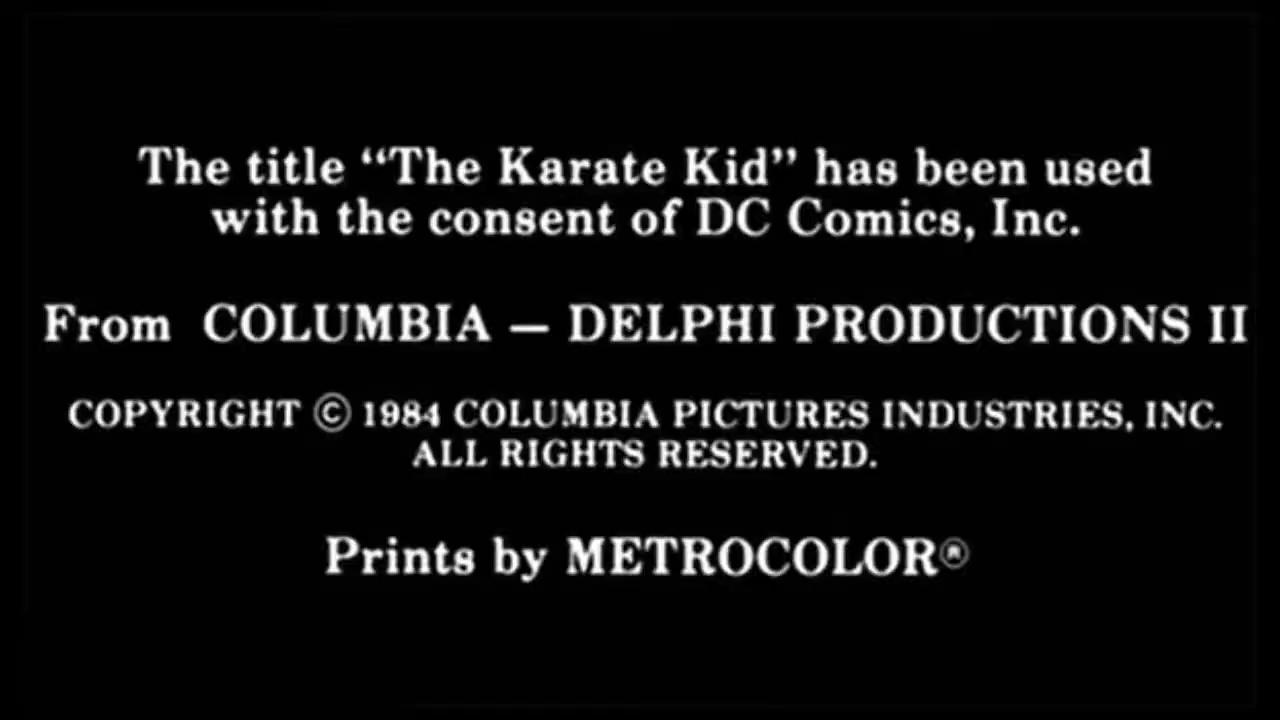 The title “The Karate Kid” has been used
with the consent of DC Comics, Inc.
From COLUMBIA — DELPHI PRODUCTIONS II
COPYRIGHT © 1984 COLUMBIA PICTURES INDUSTRIES, INC.
ALL RIGHTS RESERVED.
Prints by METROCOLOR®